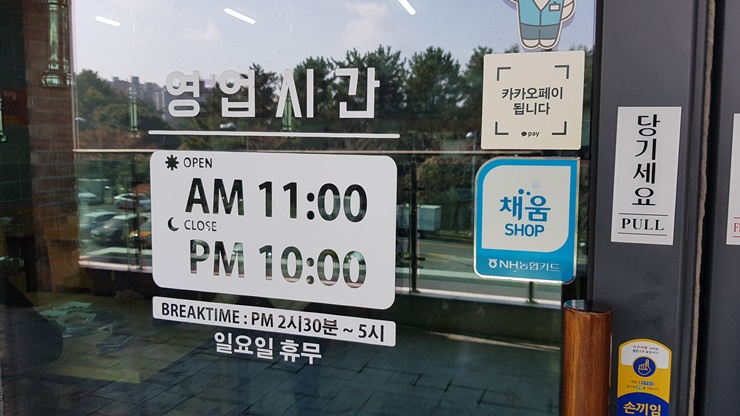 영업시간
OPEN
AM 11:00
CLOSE
PM 10:00
BREAKTIME : PM 2시30분 ~ 5시
일요일 휴무
카카오페이
됩니다
pay
채움
SHOP
NH농협카드
당기세요
PULL
손끼임